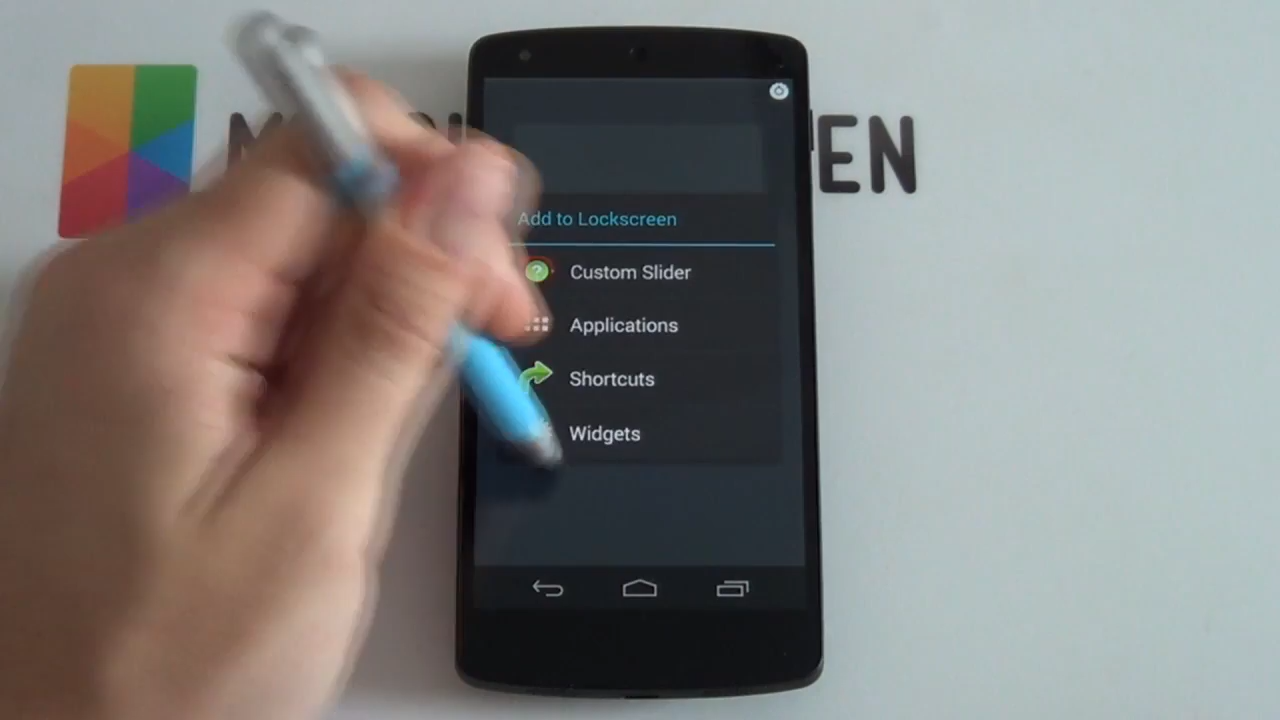 EN
Add to Lockscreen
Custom Slider
Applications
Shortcuts
Widgets